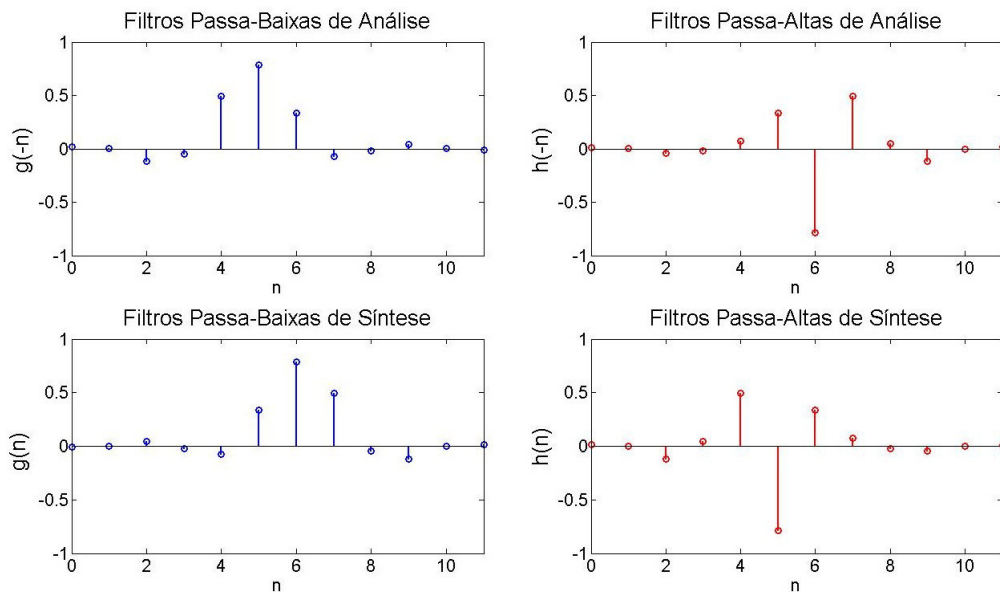 Filtros Passa-Baixas de Análise
1
0.5
0
-0.5
-1
g(-n)
0 2 4 6 8 10
n
Filtros Passa-Altas de Análise
1
0.5
0
-0.5
-1
h(-n)
0 2 4 6 8 10
n
Filtros Passa-Baixas de Síntese
1
0.5
0
-0.5
-1
g(n)
0 2 4 6 8 10
n
Filtros Passa-Altas de Síntese
1
0.5
0
-0.5
-1
h(n)
0 2 4 6 8 10
n